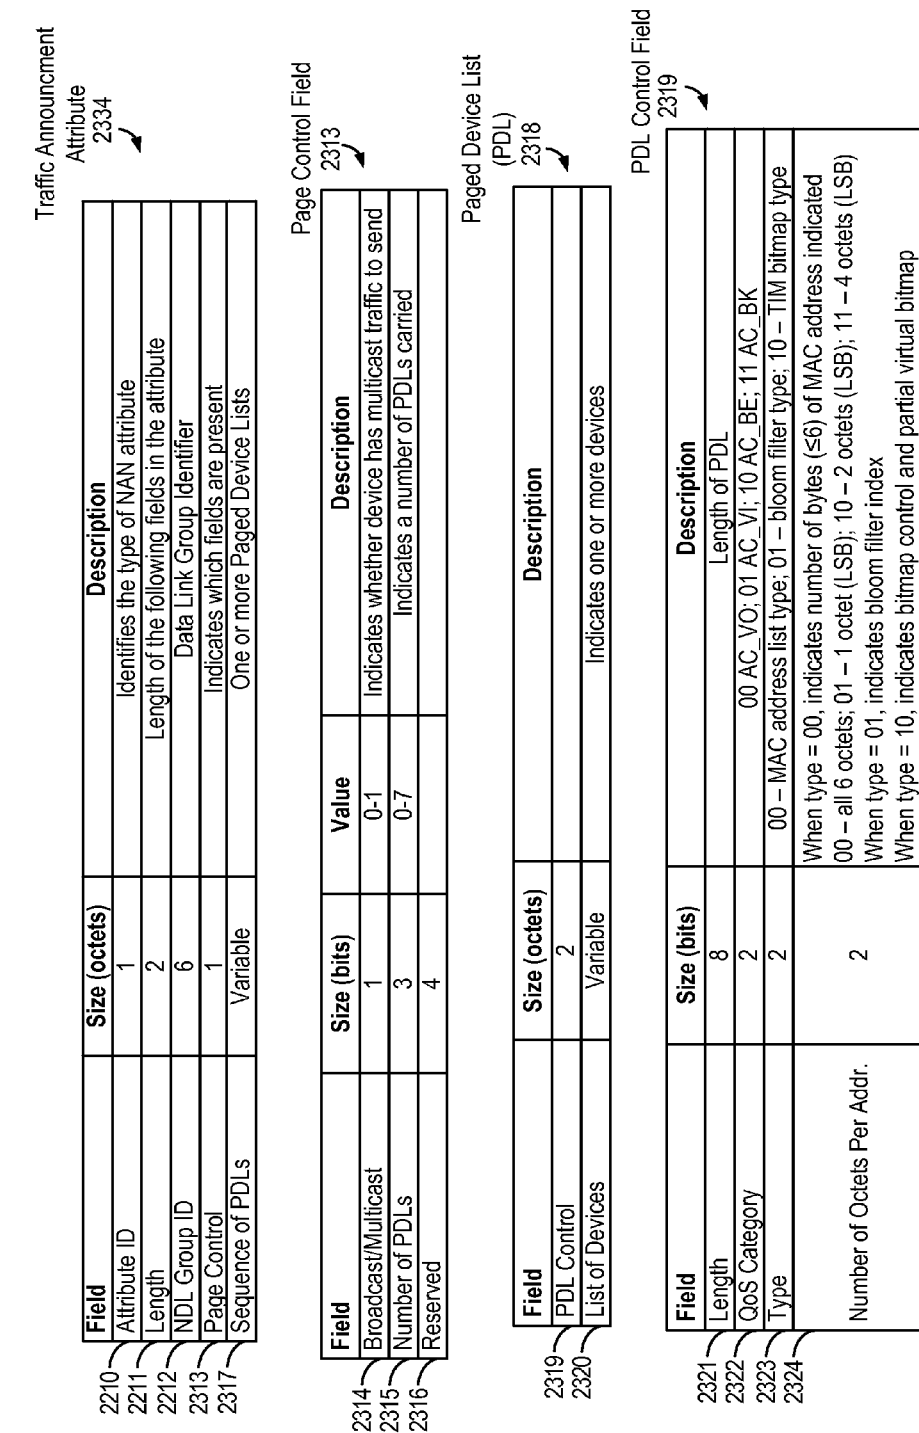 Traffic Announcment
Attribute
2334
Field Size (octets) Description
2210 Attribute ID 1 Identifies the type of NAN attribute
2211 Length 2 Length of the following fields in the attribute
2212 NDL Group ID 6 Data Link Group Identifier
2313 Page Control 1 Indicates which fields are present
2317 Sequence of PDLs Variable One or more Paged Device Lists
Page Control Field
2313
Field Size (bits) Value Description
2314 Broadcast/Multicast 1 0-1 Indicates whether device has multicast traffic to send
2315 Number of PDLs 3 0-7 Indicates a number of PDLs carried
2316 Reserved 4
Paged Device List
(PDL)
2318
Field Size (octets) Description
2319 PDL Control 2
2320 List of Devices Variable Indicates one or more devices
PDL Control Field
2319
Field Size (bits) Description
2321 Length 8 Length of PDL
2322 QoS Category 2 00 AC_VO; 01 AC_VI; 10 AC_BE; 11 AC_BK
2323 Type 2 00 – MAC address list type; 01 – bloom filter type; 10 – TIM bitmap type
2324 Number of Octets Per Addr. 2 When type = 00, indicates number of bytes (≤6) of MAC address indicated
00 – all 6 octets; 01 – 1 octet (LSB); 10 – 2 octets (LSB); 11 – 4 octets (LSB)
When type = 01, indicates bloom filter index
When type = 10, indicates bitmap control and partial virtual bitmap